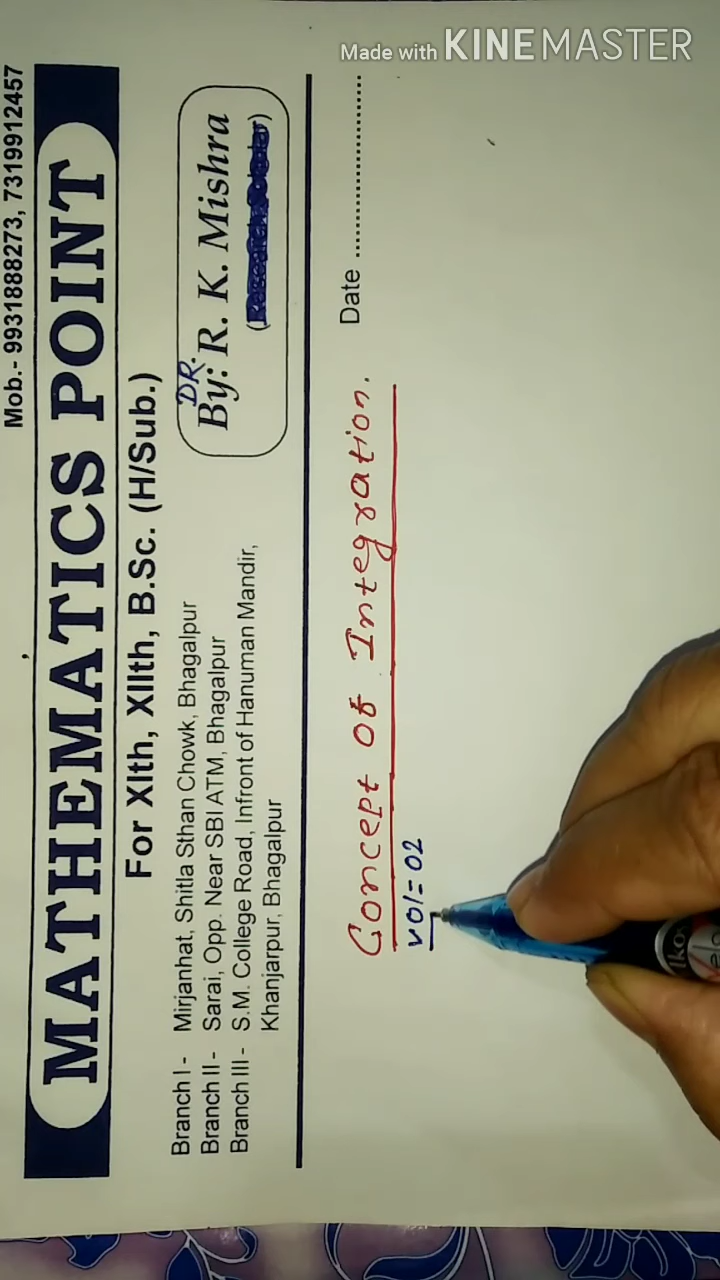 Made with KINEMASTER
Mob.- 9931888273, 7319912457
MATHEMATICS POINT
For XIth, XIIth, B.Sc. (H/Sub.)
Branch I - Mirjanhat, Shitla Sthan Chowk, Bhagalpur
Branch II - Sarai, Opp. Near SBI ATM, Bhagalpur
Branch III - S.M. College Road, Infront of Hanuman Mandir,
Khanjarpur, Bhagalpur
DR.
By: R. K. Mishra
Date ........................
Concept of Integration.
Vol= 02